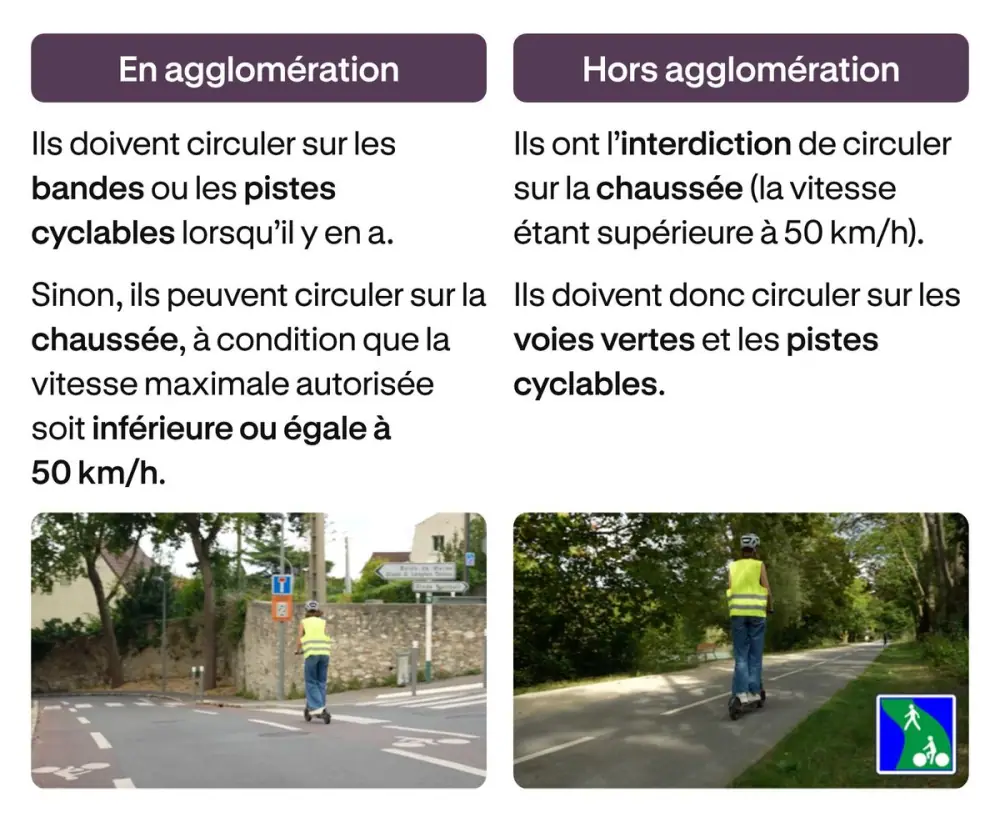 En agglomération
Ils doivent circuler sur les
bandes ou les pistes
cyclables lorsqu’il y en a.
Sinon, ils peuvent circuler sur la
chaussée, à condition que la
vitesse maximale autorisée
soit inférieure ou égale à
50 km/h.
Hors agglomération
Ils ont l’interdiction de circuler
sur la chaussée (la vitesse
étant supérieure à 50 km/h).
Ils doivent donc circuler sur les
voies vertes et les pistes
cyclables.